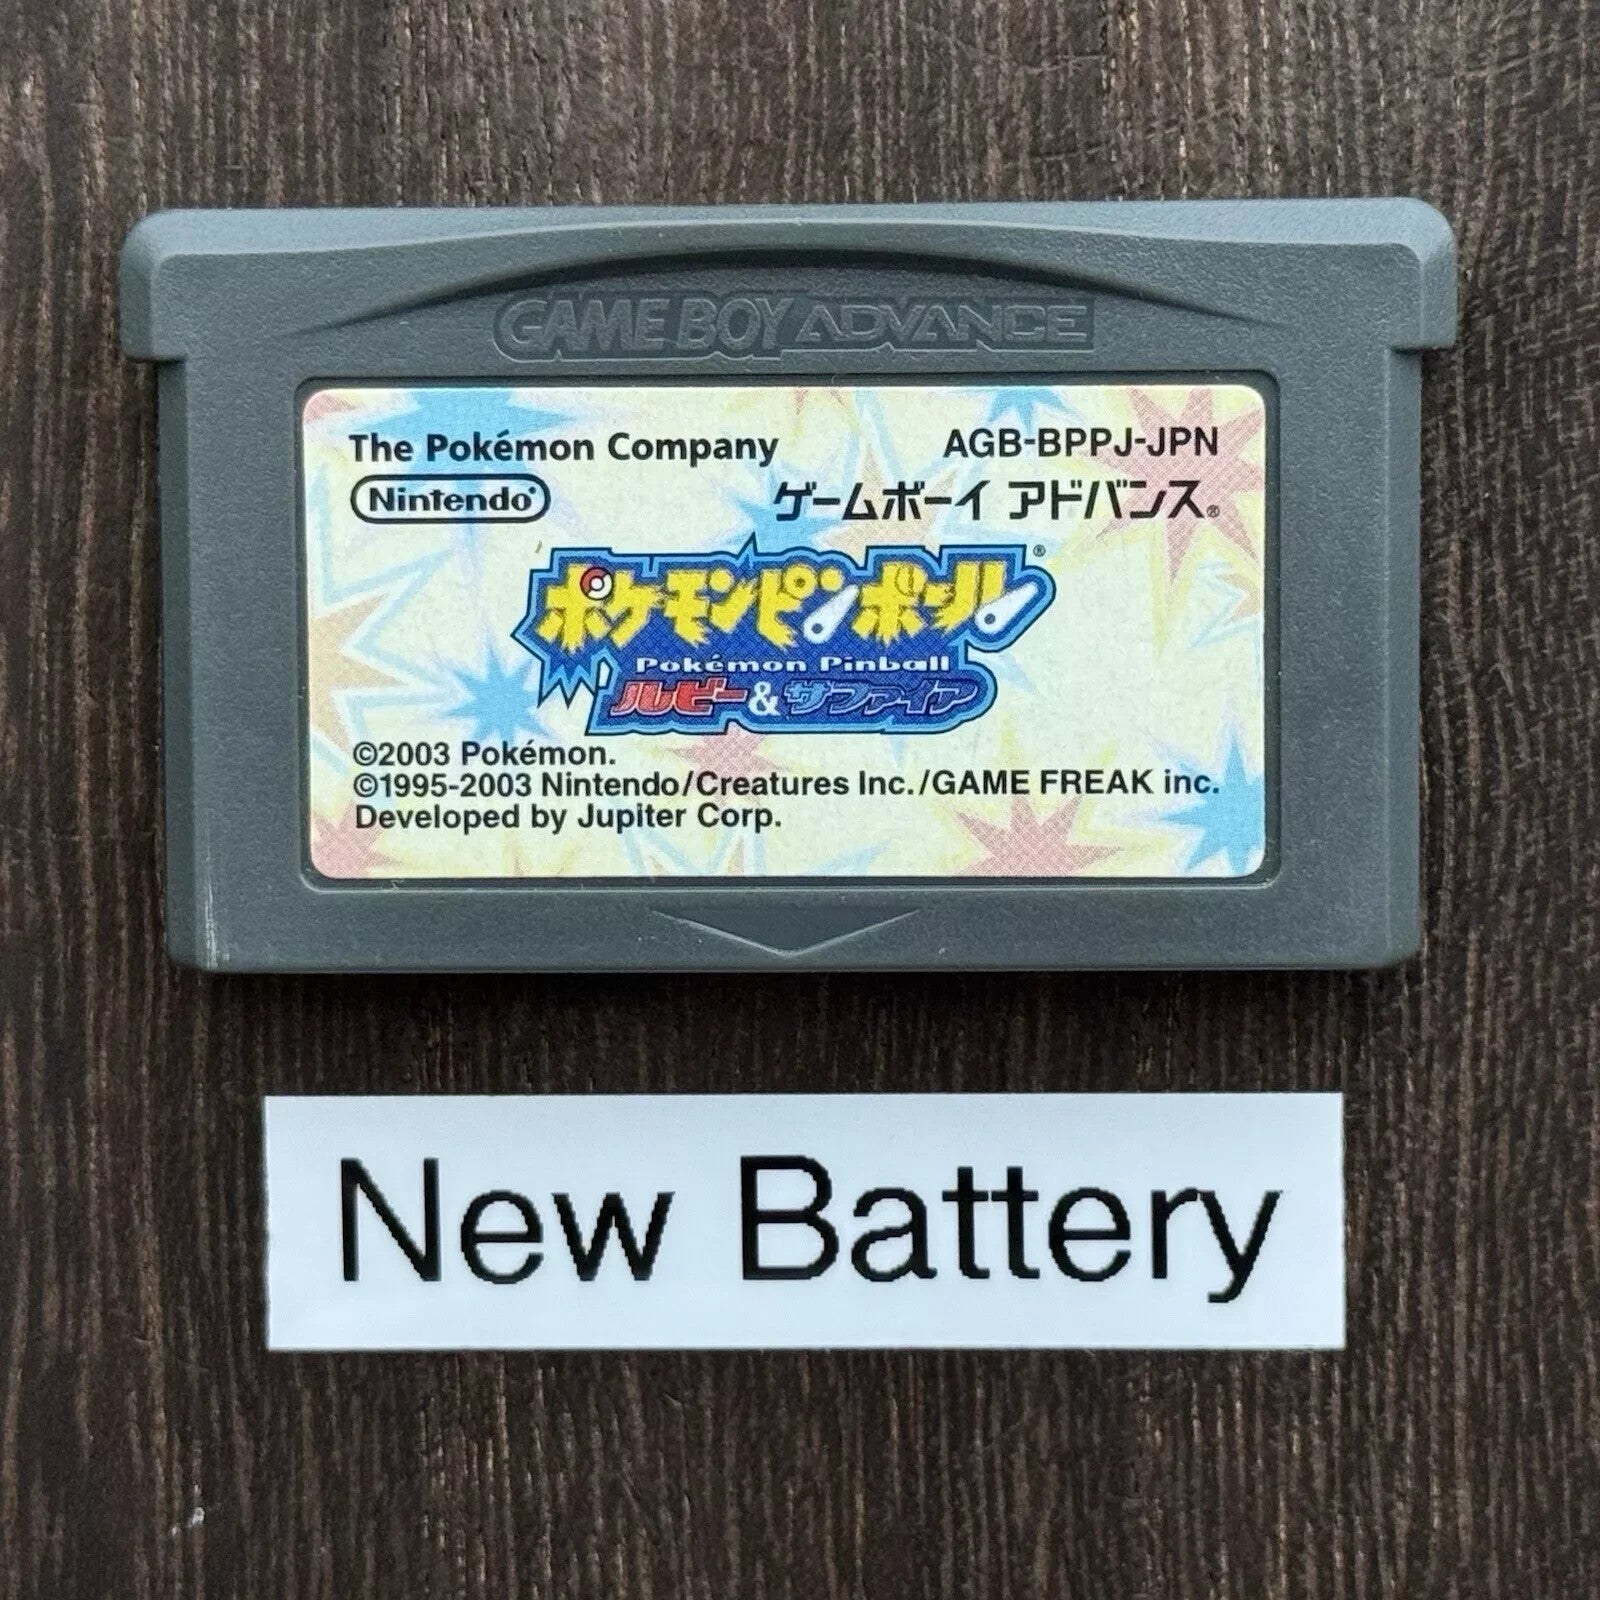 GAME BOY ADVANCE
The Pokémon Company AGB-BPPJ-JPN
Nintendo® ゲームボーイ アドバンス®
ポケモンピンボール®
Pokémon Pinball
ルビー&サファイア
©2003 Pokémon.
©1995-2003 Nintendo/Creatures Inc./GAME FREAK inc.
Developed by Jupiter Corp.
New Battery